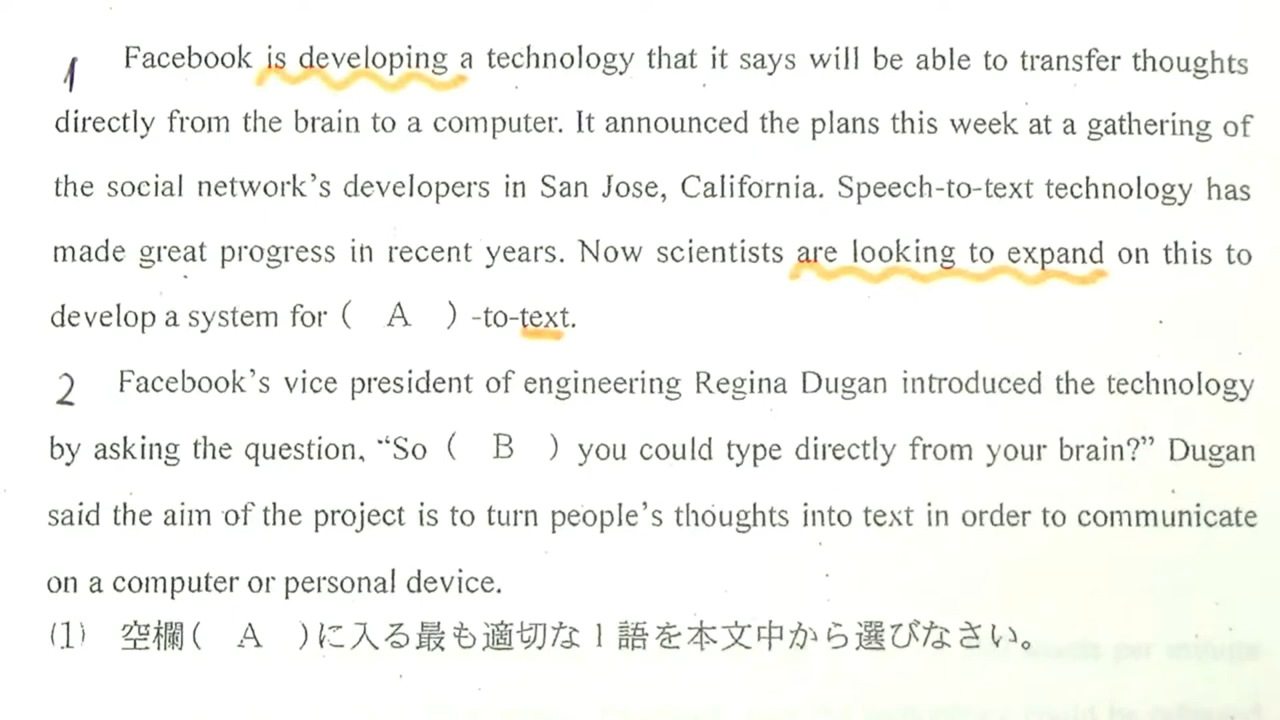 1 Facebook is developing a technology that it says will be able to transfer thoughts
directly from the brain to a computer. It announced the plans this week at a gathering of
the social network's developers in San Jose, California. Speech-to-text technology has
made great progress in recent years. Now scientists are looking to expand on this to
develop a system for ( A ) -to-text.
2 Facebook's vice president of engineering Regina Dugan introduced the technology
by asking the question, “So ( B ) you could type directly from your brain?” Dugan
said the aim of the project is to turn people's thoughts into text in order to communicate
on a computer or personal device.
(1) 空欄( A )に入る最も適切な1語を本文中から選びなさい。
per minute